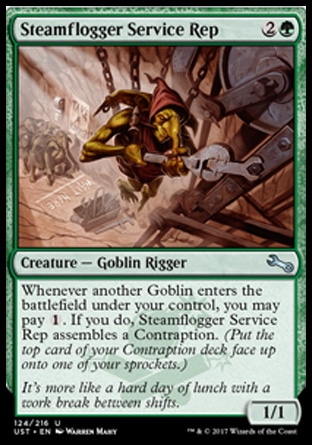 Steamflogger Service Rep 2
Creature — Goblin Rigger
Whenever another Goblin enters the
battlefield under your control, you may
pay 1. If you do, Steamflogger Service
Rep assembles a Contraption. (Put the
top card of your Contraption deck face up
onto one of your sprockets.)
It's more like a hard day of lunch with a
work break between shifts.
1/1
124/216 U
UST • EN Warren Mahy
™ & © 2017 Wizards of the Coast